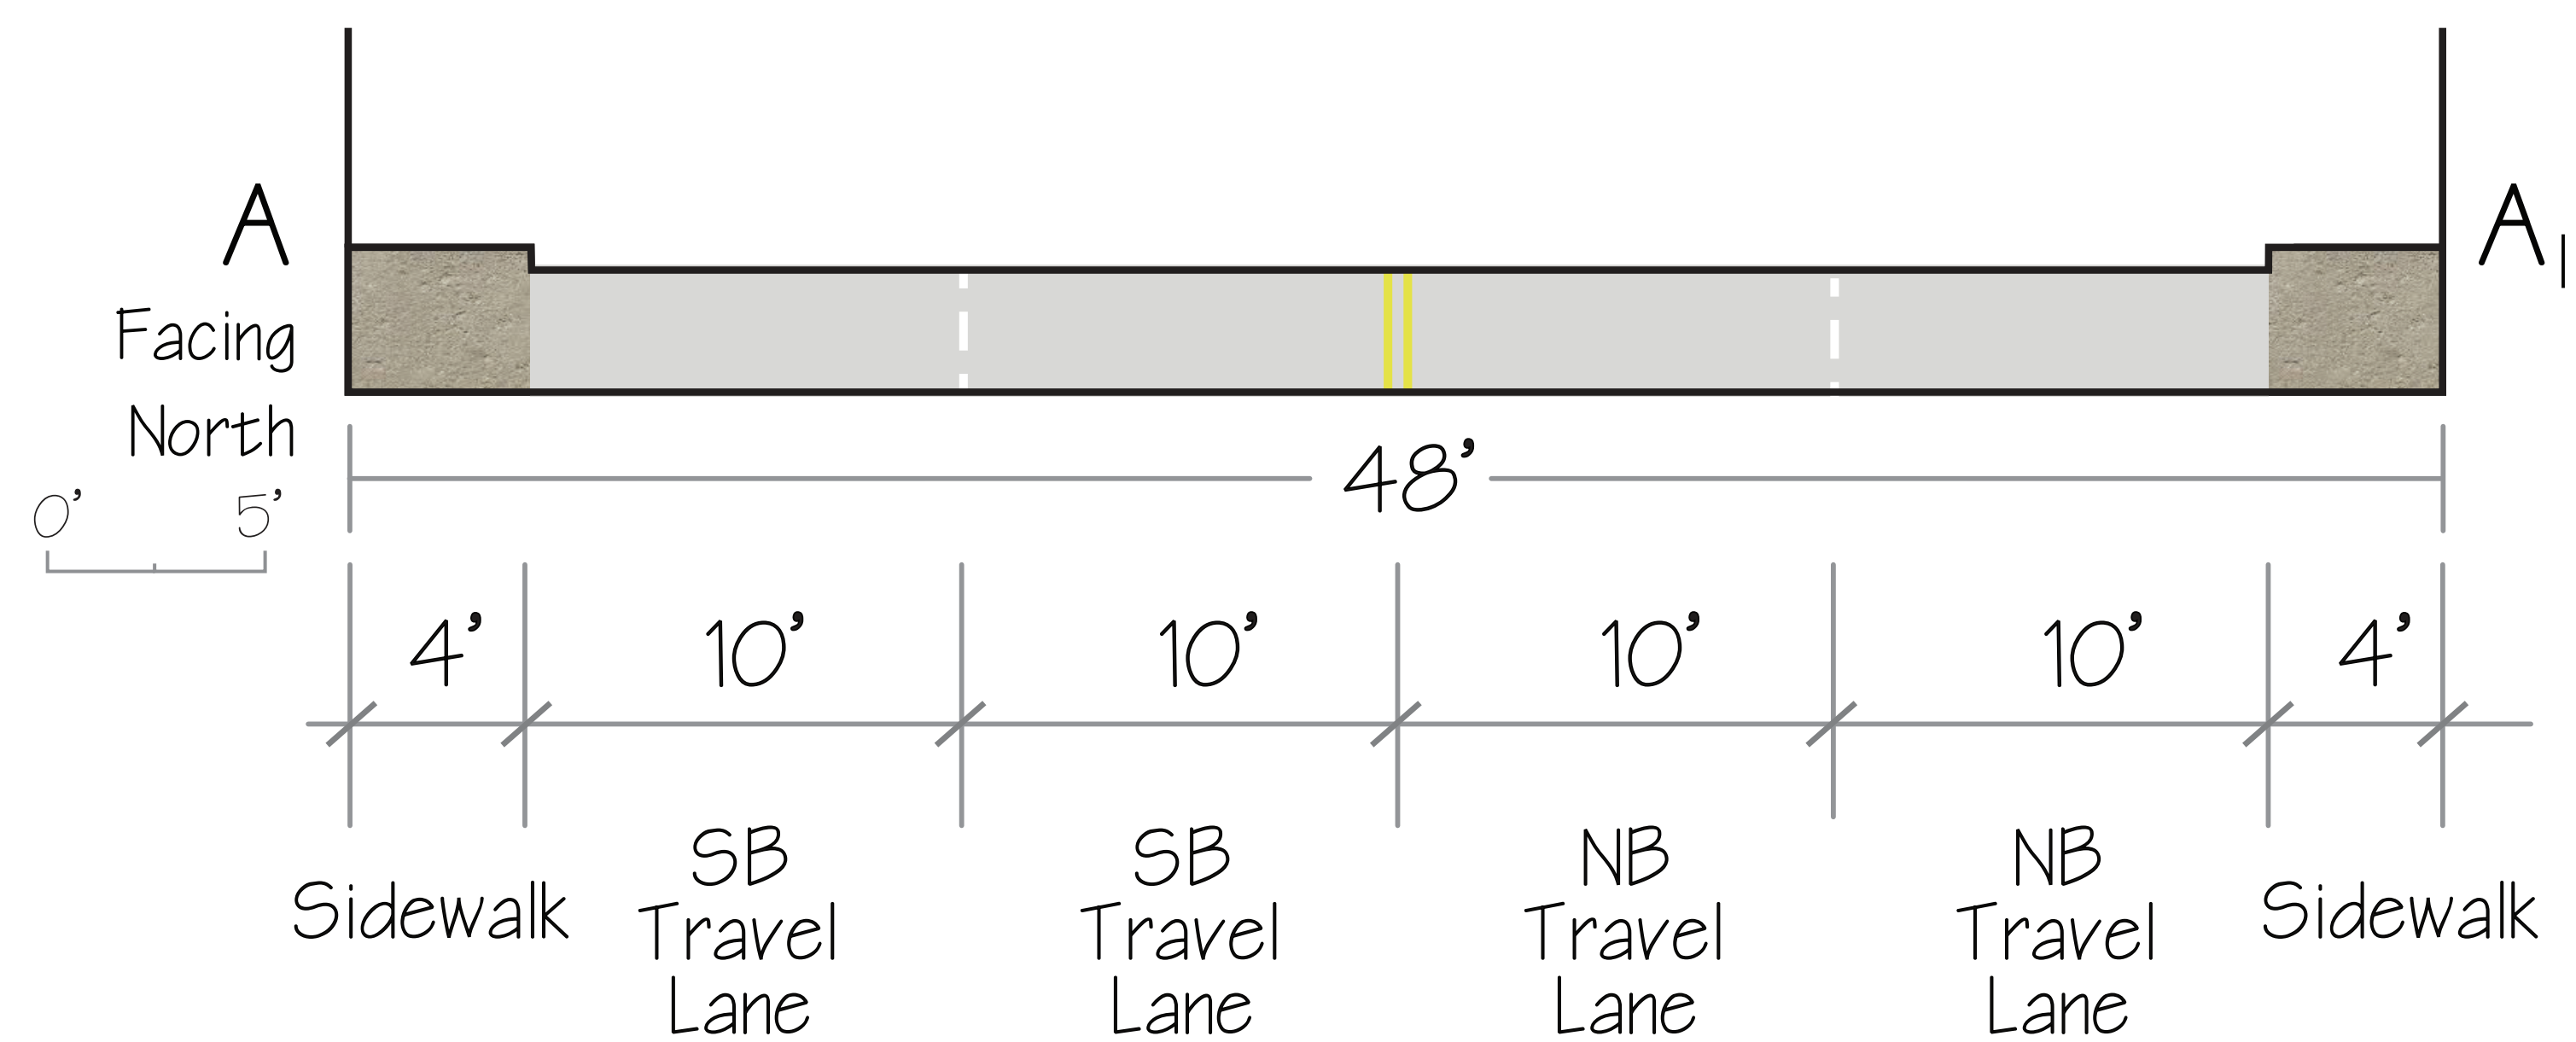 A
A
Facing
North
0’ 5’
48’
4’ 10’ 10’ 10’ 10’ 4’
Sidewalk
SB
Travel
Lane
SB
Travel
Lane
NB
Travel
Lane
NB
Travel
Lane
Sidewalk